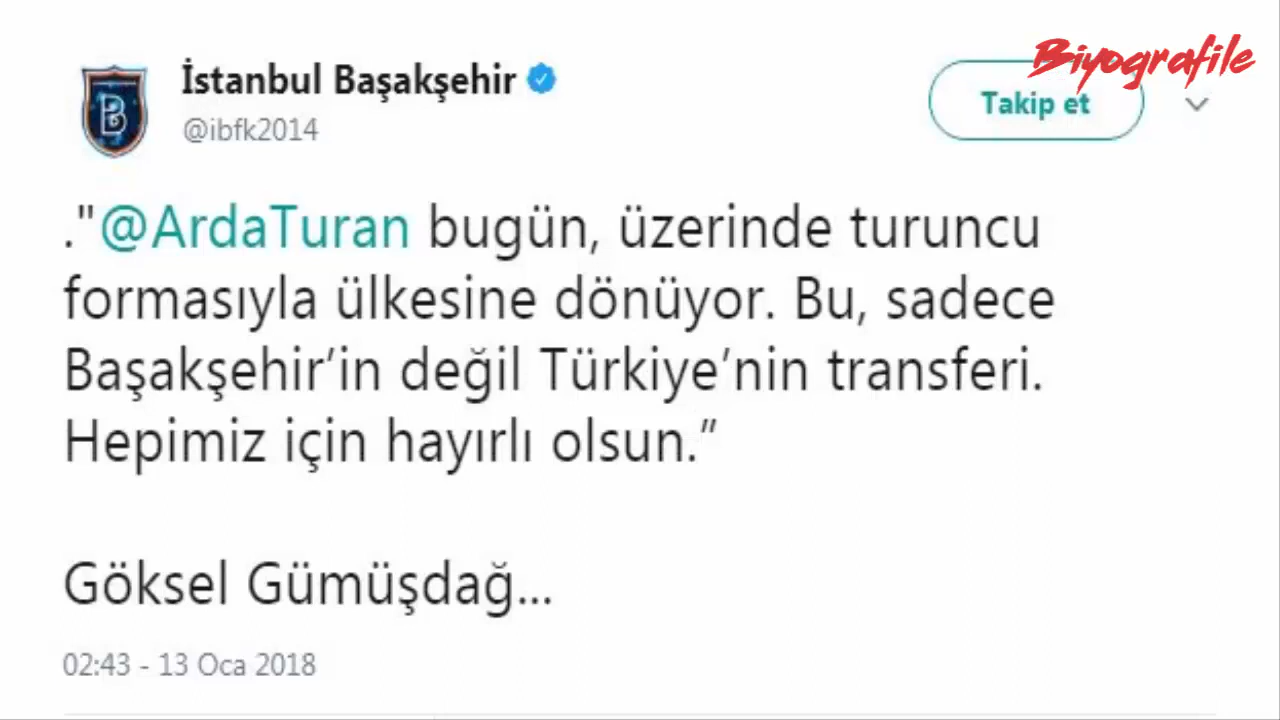 Biyografile
İstanbul Başakşehir
@ibfk2014
Takip et
."@ArdaTuran bugün, üzerinde turuncu
formasıyla ülkesine dönüyor. Bu, sadece
Başakşehir’in değil Türkiye’nin transferi.
Hepimiz için hayırlı olsun.”
Göksel Gümüşdağ...
02:43 - 13 Oca 2018